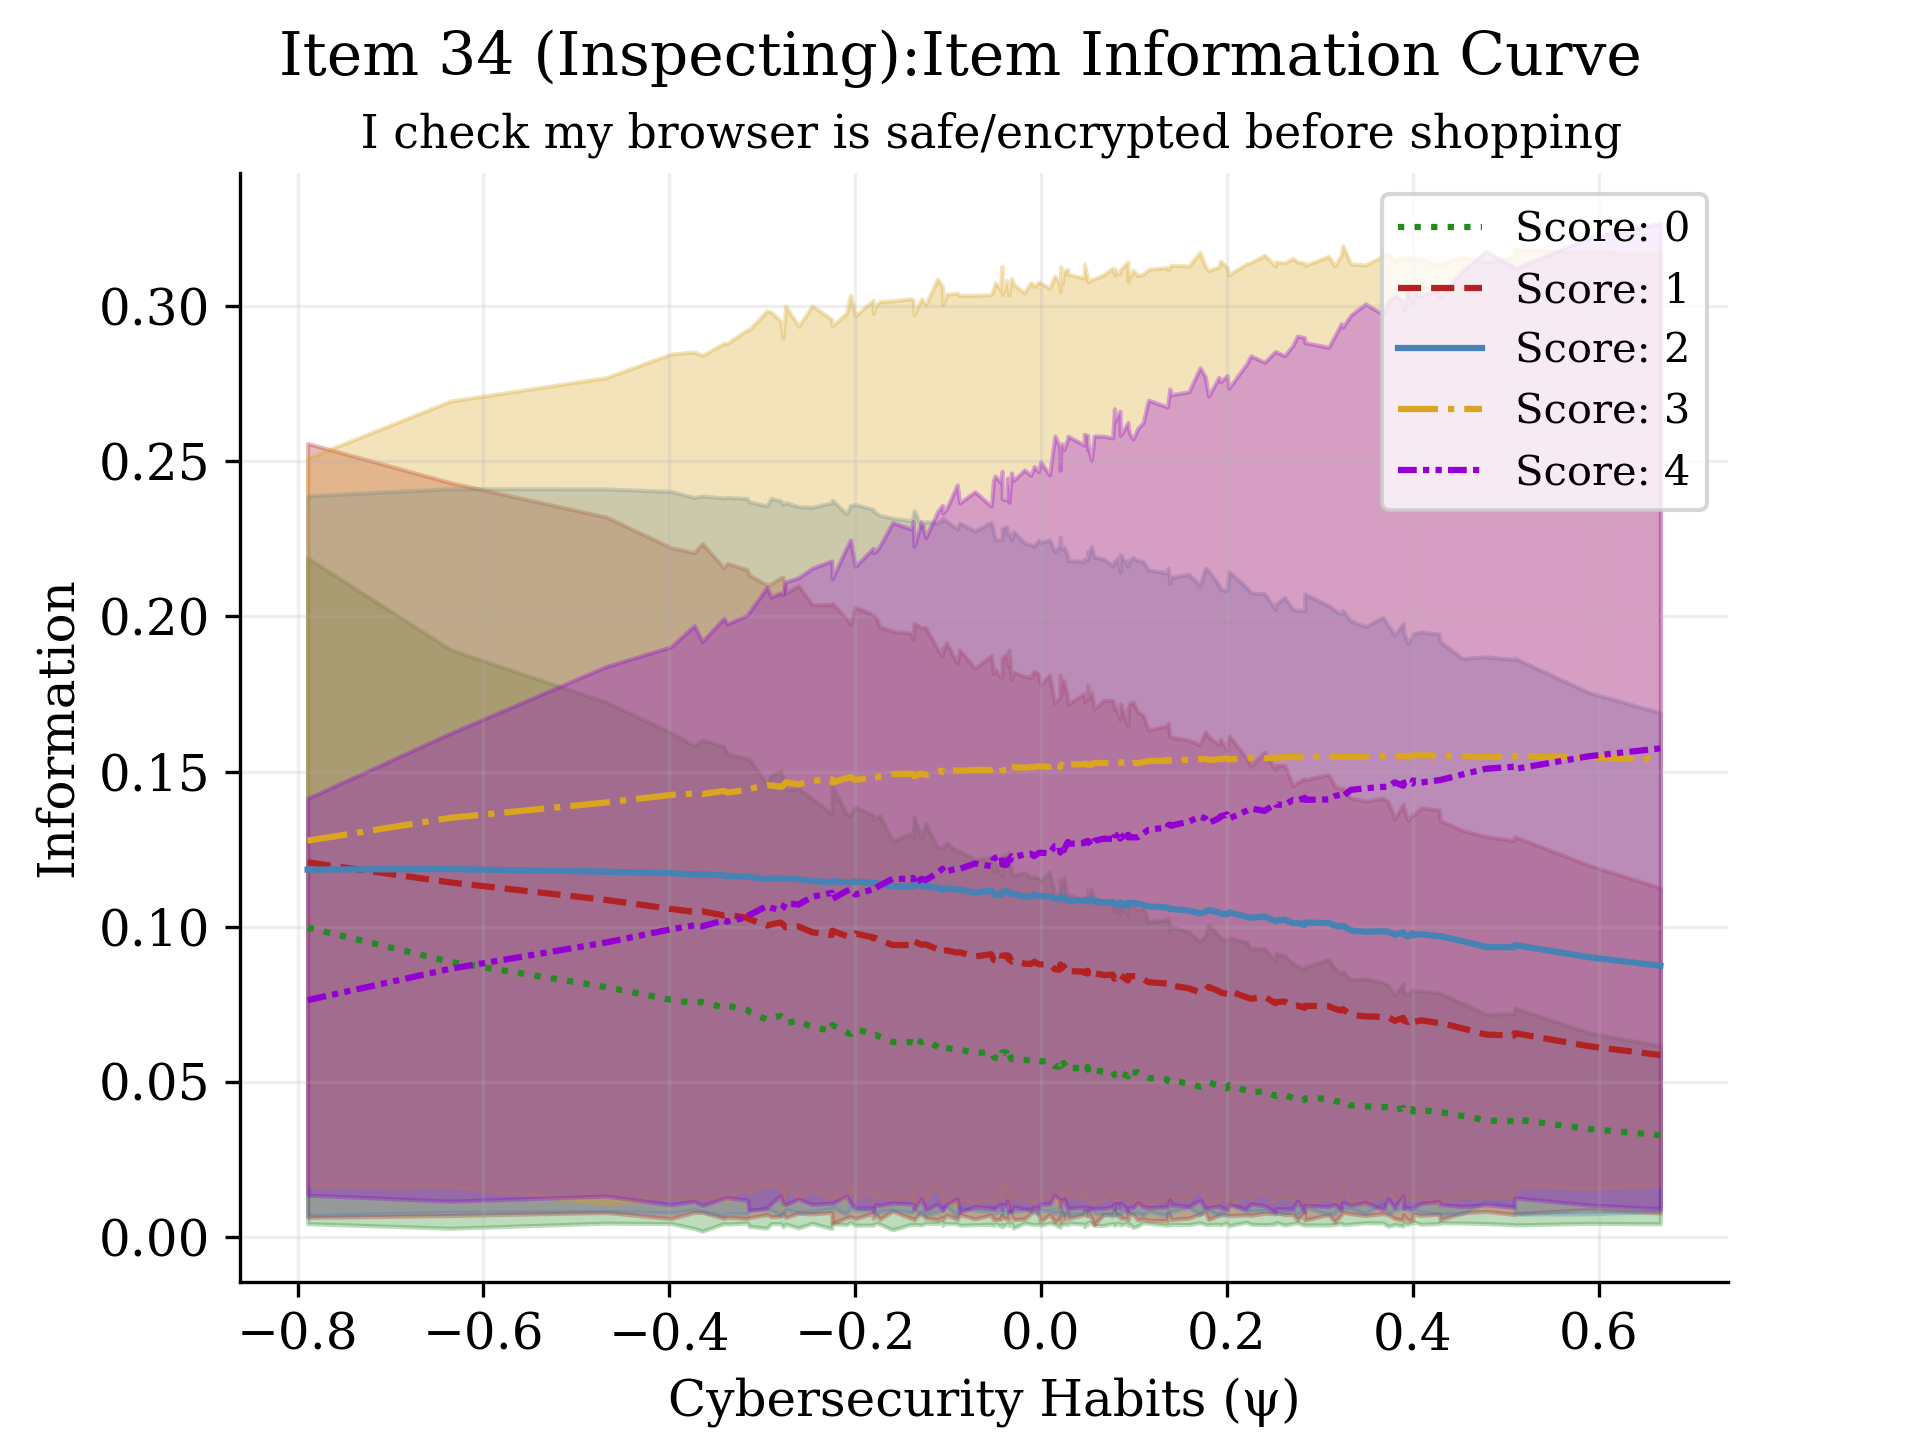 Item 34 (Inspecting):Item Information Curve
I check my browser is safe/encrypted before shopping
Score: 0
Score: 1
Score: 2
Score: 3
Score: 4
Information
0.30
0.25
0.20
0.15
0.10
0.05
0.00
−0.8
−0.6
−0.4
−0.2
0.0
0.2
0.4
0.6
Cybersecurity Habits (ψ)